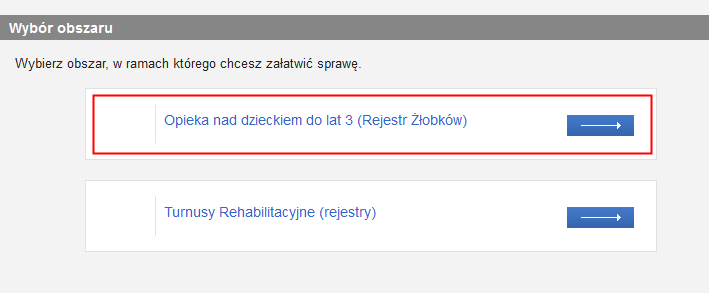 Wybór obszaru
Wybierz obszar, w ramach którego chcesz załatwić sprawę.
Opieka nad dzieckiem do lat 3 (Rejestr Żłobków)
Turnusy Rehabilitacyjne (rejestry)